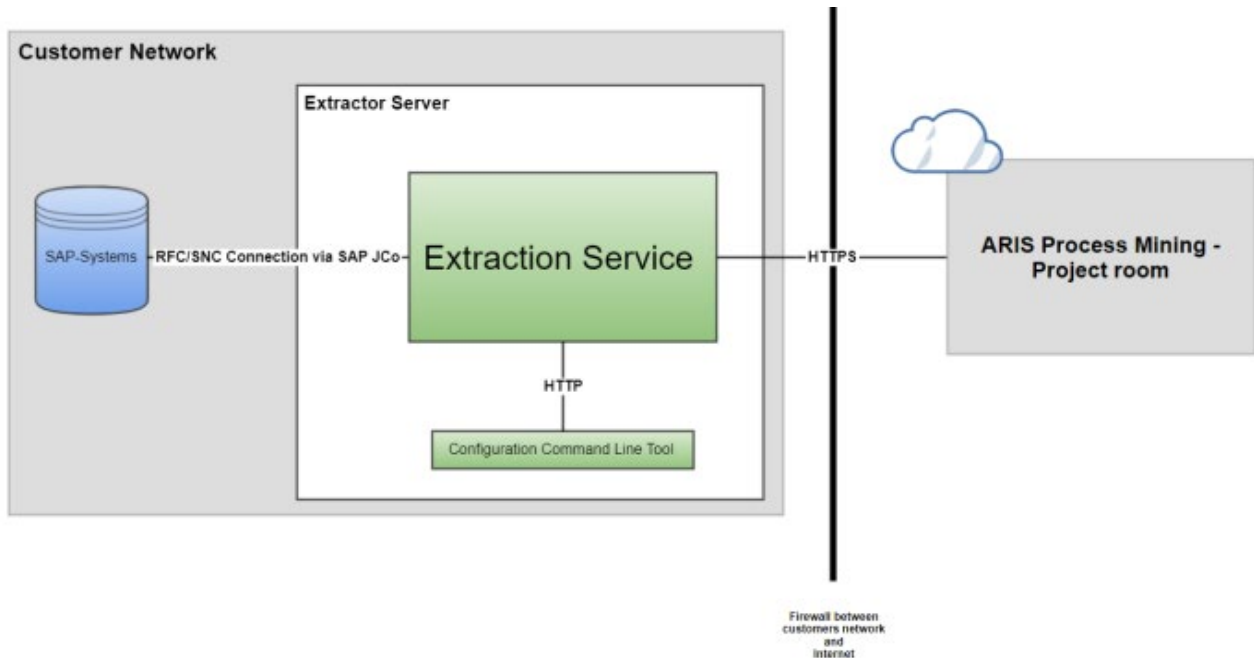 Customer Network
Extractor Server
SAP-Systems
RFC/SNC Connection via SAP JCo
Extraction Service
HTTPS
ARIS Process Mining -
Project room
HTTP
Configuration Command Line Tool
Firewall between
customers network
and
Internet